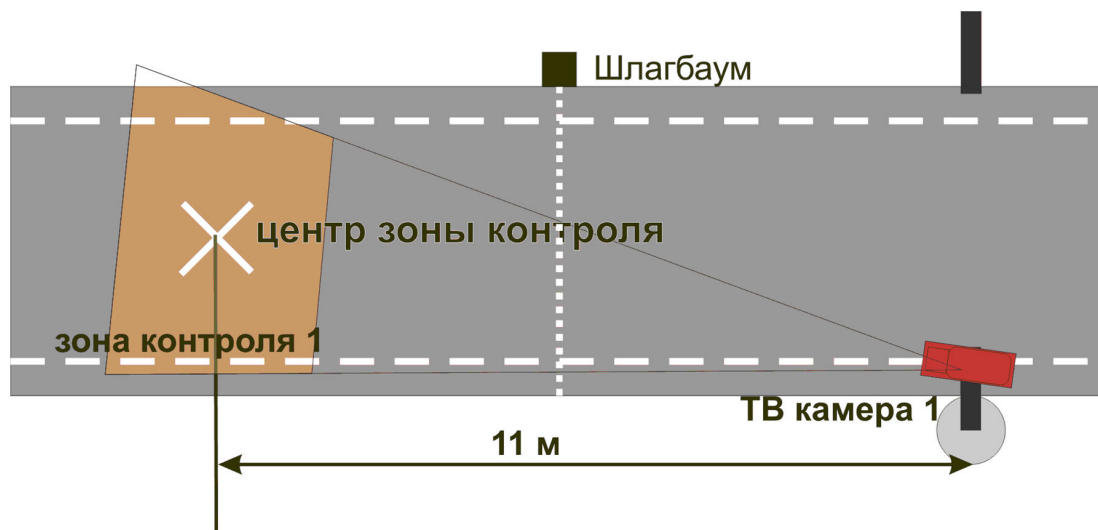 Шлагбаум
центр зоны контроля
зона контроля 1
ТВ камера 1
11 м